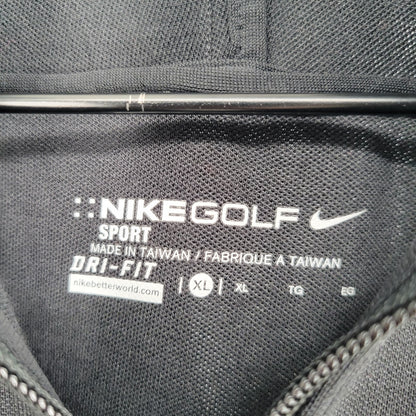 NIKEGOLF
SPORT
MADE IN TAIWAN / FABRIQUE A TAIWAN
DRI-FIT
nikebetterworld.com | XL | XL TG EG